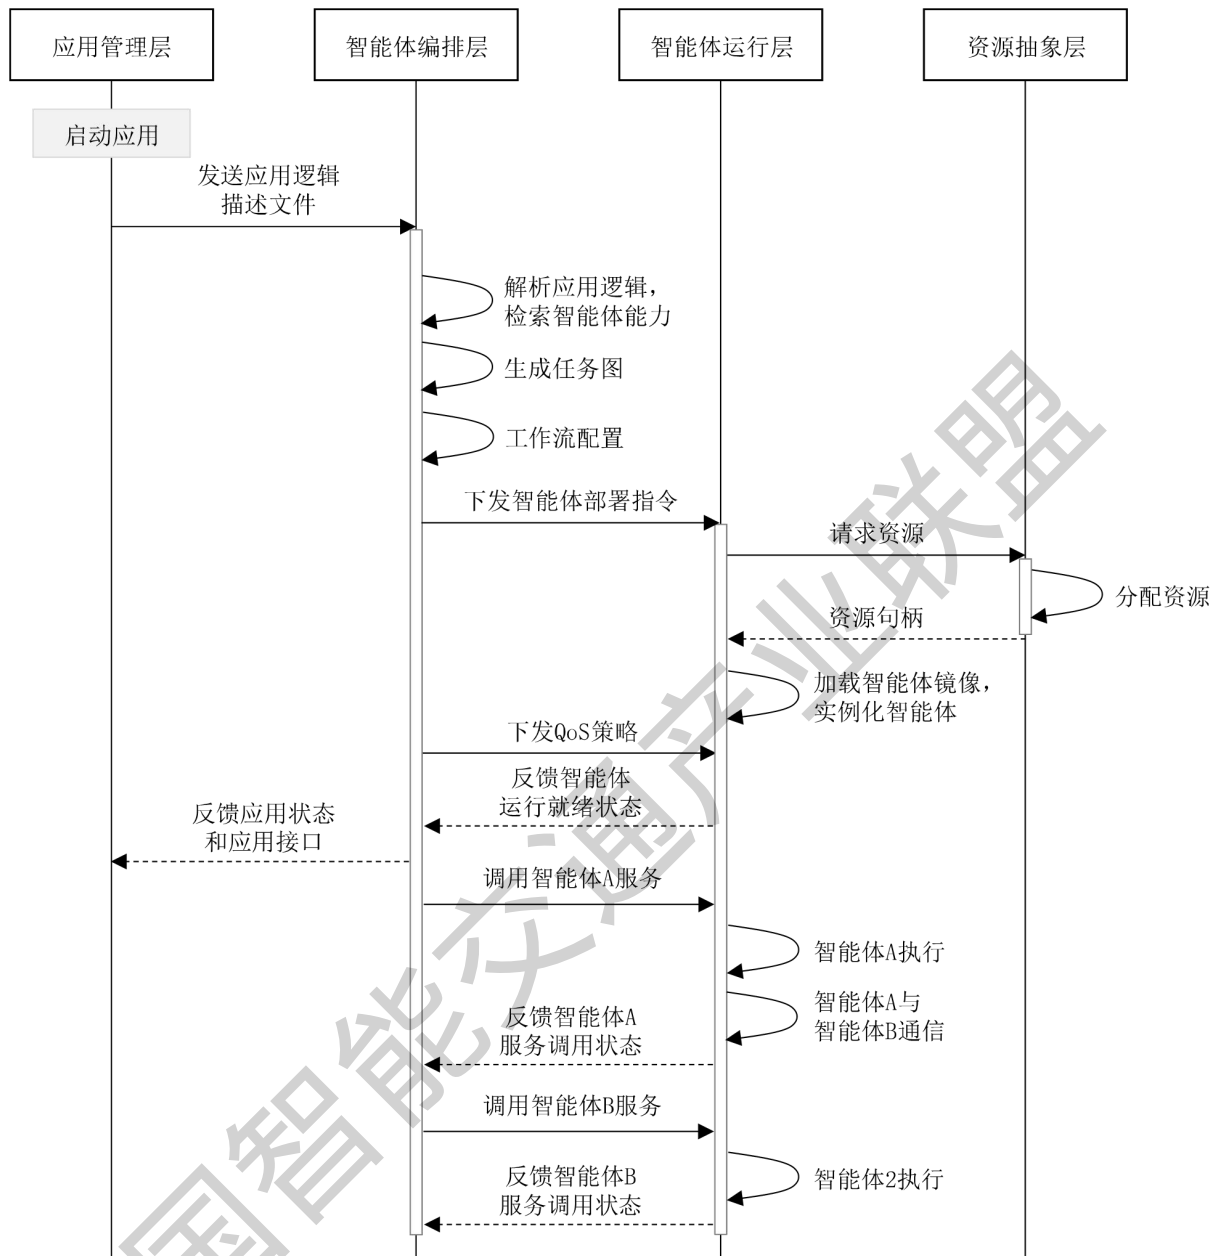 应用管理层
智能体编排层
智能体运行层
资源抽象层
启动应用
发送应用逻辑
描述文件
解析应用逻辑，
检索智能体能力
生成任务图
工作流配置
下发智能体部署指令
请求资源
分配资源
资源句柄
加载智能体镜像，
实例化智能体
下发QoS策略
反馈智能体
运行就绪状态
反馈应用状态
和应用接口
调用智能体A服务
智能体A执行
智能体A与
智能体B通信
反馈智能体A
服务调用状态
调用智能体B服务
智能体2执行
反馈智能体B
服务调用状态
国智能交通产业联盟